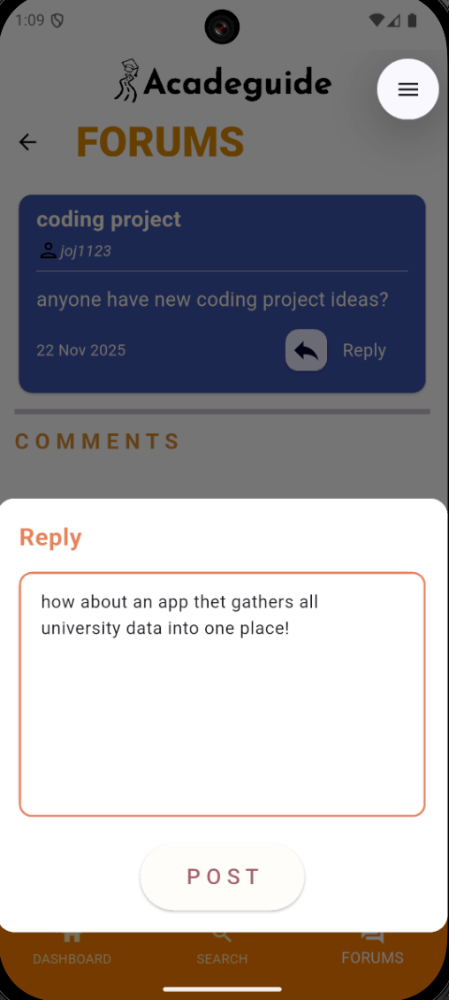 1:09
Acadeguide
FORUMS
coding project
joj1123
anyone have new coding project ideas?
22 Nov 2025
Reply
COMMENTS
Reply
how about an app thet gathers all
university data into one place!
POST
DASHBOARD
SEARCH
FORUMS